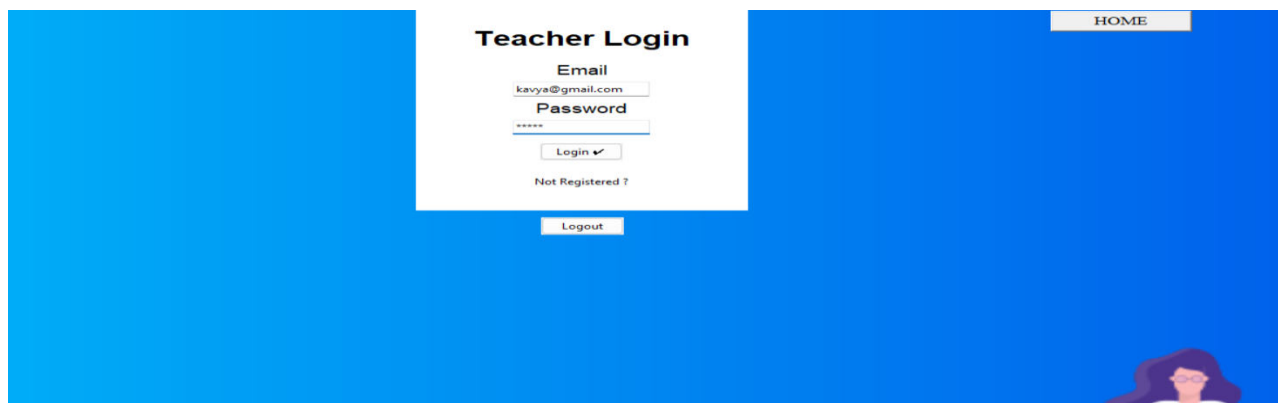 HOME
Teacher Login
Email
kavya@gmail.com
Password
*****
Login ✔
Not Registered ?
Logout